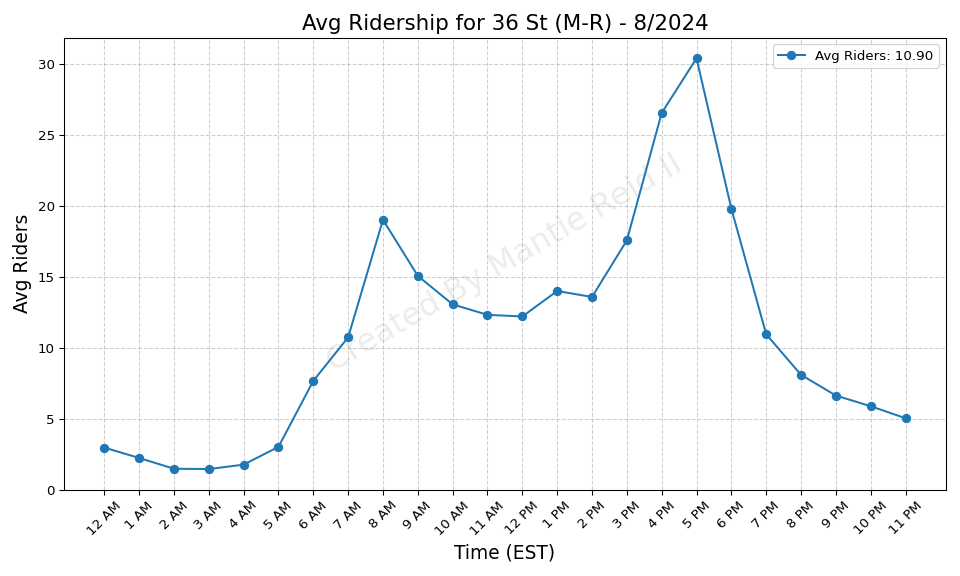 Avg Ridership for 36 St (M-R) - 8/2024
Avg Riders: 10.90
30
25
20
15
10
5
0
Avg Riders
Created By Mantle Reid II
12 AM
1 AM
2 AM
3 AM
4 AM
5 AM
6 AM
7 AM
8 AM
9 AM
10 AM
11 AM
12 PM
1 PM
2 PM
3 PM
4 PM
5 PM
6 PM
7 PM
8 PM
9 PM
10 PM
11 PM
Time (EST)